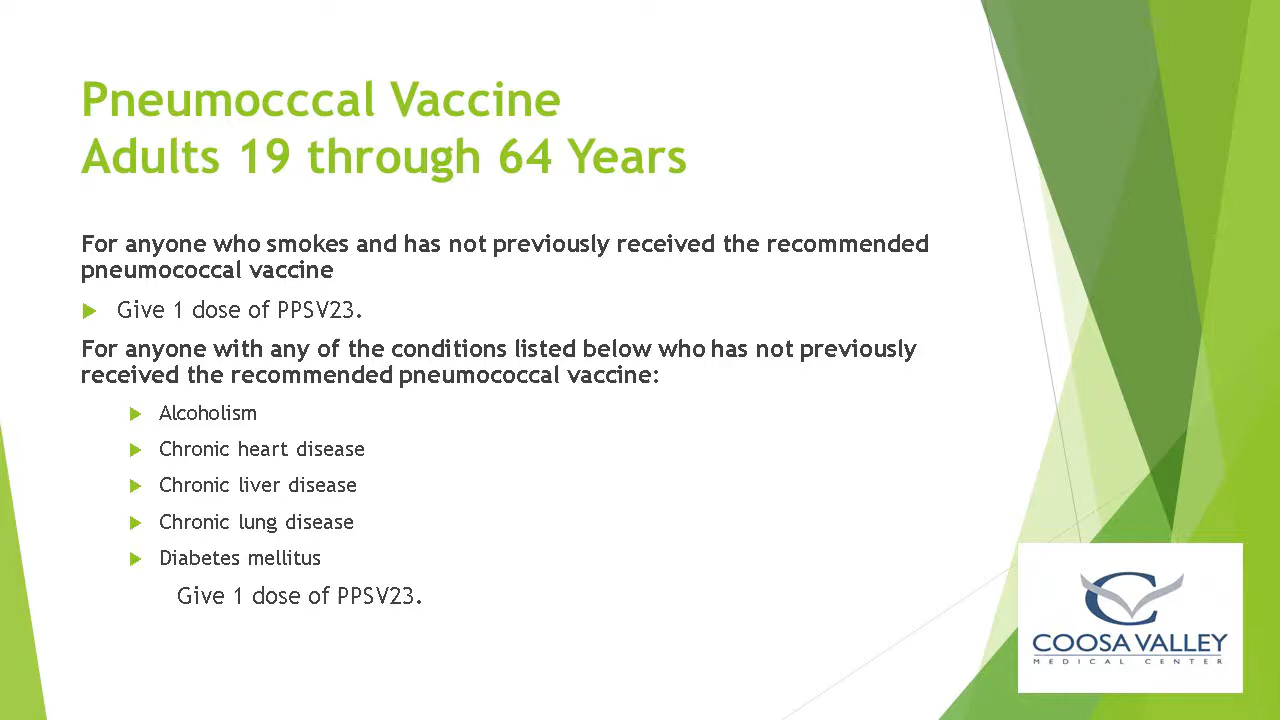 Pneumocccal Vaccine
Adults 19 through 64 Years
For anyone who smokes and has not previously received the recommended
pneumococcal vaccine
Give 1 dose of PPSV23.
For anyone with any of the conditions listed below who has not previously
received the recommended pneumococcal vaccine:
Alcoholism
Chronic heart disease
Chronic liver disease
Chronic lung disease
Diabetes mellitus
Give 1 dose of PPSV23.
COOSA VALLEY
MEDICAL CENTER